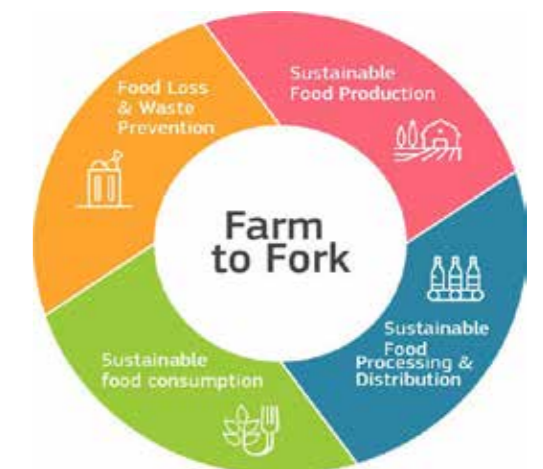 Food Loss
& Waste
Prevention
Sustainable
Food Production
Farm
to Fork
Sustainable
Food
Processing &
Distribution
Sustainable
food consumption